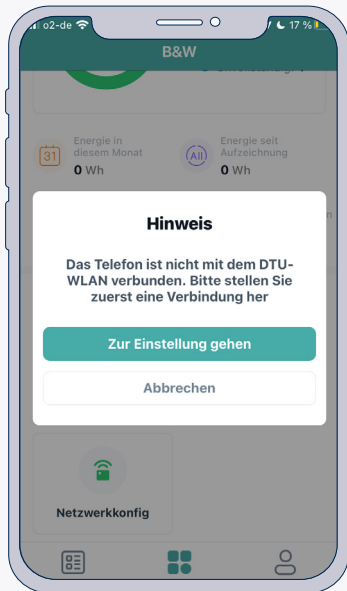 o2-de
17 %
B&W
Energie in
diesem Monat
0 Wh
Energie seit
Aufzeichnung
0 Wh
31
All
Hinweis
Das Telefon ist nicht mit dem DTU-
WLAN verbunden. Bitte stellen Sie
zuerst eine Verbindung her
Zur Einstellung gehen
Abbrechen
Netzwerkkonfig